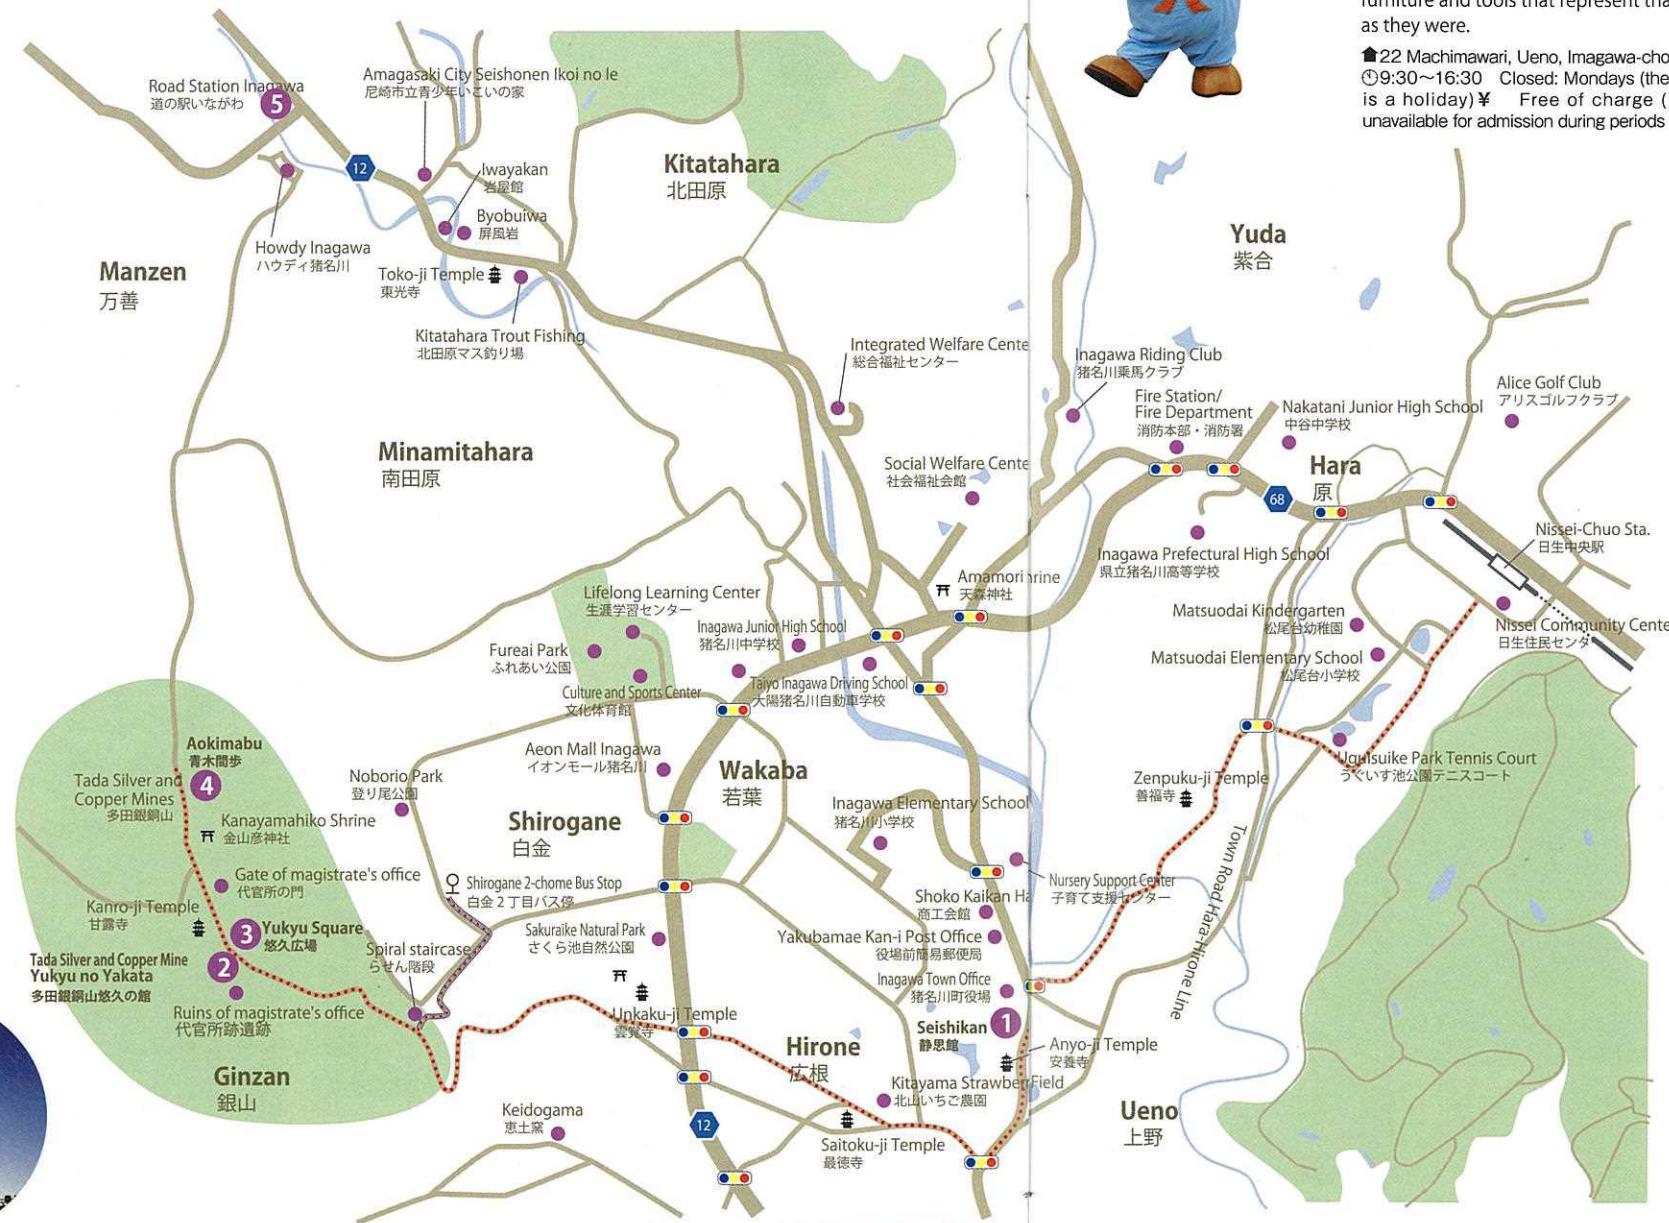 furniture and tools that represent tha
as they were.
22 Machimawari, Ueno, Imagawa-cho
9:30～16:30 Closed: Mondays (the
is a holiday)¥ Free of charge (
unavailable for admission during periods
Road Station Inagawa
道の駅いながわ
5
Amagasaki City Seishonen Ikoi no Ie
尼崎市立青少年いこいの家
12
Iwayakan
岩屋館
Byobuiwa
屏風岩
Kitatahara
北田原
Howdy Inagawa
ハウディ猪名川
Manzen
万善
Toko-ji Temple
東光寺
Kitatahara Trout Fishing
北田原マス釣り場
Yuda
紫合
Integrated Welfare Cente
総合福祉センター
Inagawa Riding Club
猪名川乗馬クラブ
Fire Station/
Fire Department
消防本部・消防署
Nakatani Junior High School
中谷中学校
Alice Golf Club
アリスゴルフクラブ
Minamitahara
南田原
Social Welfare Cente
社会福祉会館
Hara
原
68
Nissei-Chuo Sta.
日生中央駅
Inagawa Prefectural High School
県立猪名川高等学校
Amamori rine
天森神社
Lifelong Learning Center
生涯学習センター
Matsuodai Kindergarten
松尾台幼稚園
Nissei Community Cente
日生住民センタ
Inagawa Junior High School
猪名川中学校
Fureai Park
ふれあい公園
Matsuodai Elementary School
松尾台小学校
Culture and Sports Center
文化体育館
Taiyo Inagawa Driving School
大陽猪名川自動車学校
Aokimabu
青木間歩
4
Tada Silver and
Copper Mines
多田銀銅山
Aeon Mall Inagawa
イオンモール猪名川
Wakaba
若葉
Uguisuike Park Tennis Court
うぐいす池公園テニスコート
Noborio Park
登り尾公園
Zenpuku-ji Temple
善福寺
Kanayamahiko Shrine
金山彦神社
Shirogane
白金
Inagawa Elementary School
猪名川小学校
Town Road Hara-Hirone Line
Gate of magistrate's office
代官所の門
Shirogane 2-chome Bus Stop
白金２丁目バス停
Nursery Support Center
子育て支援センター
Kanro-ji Temple
甘露寺
Shoko Kaikan Ha
商工会館
3
Yukyu Square
悠久広場
Sakuraike Natural Park
さくら池自然公園
Yakubamae Kan-i Post Office
役場前簡易郵便局
Spiral staircase
らせん階段
Tada Silver and Copper Mine
Yukyu no Yakata
多田銀銅山悠久の館
2
Inagawa Town Office
猪名川町役場
Ruins of magistrate's office
代官所跡遺跡
Unkaku-ji Temple
雲覚寺
Seishikan
静思館
1
Hirone
広根
Anyo-ji Temple
安養寺
Ginzan
銀山
Kitayama Strawber Field
北山いちご農園
Keidogama
恵土窯
12
Ueno
上野
Saitoku-ji Temple
最徳寺